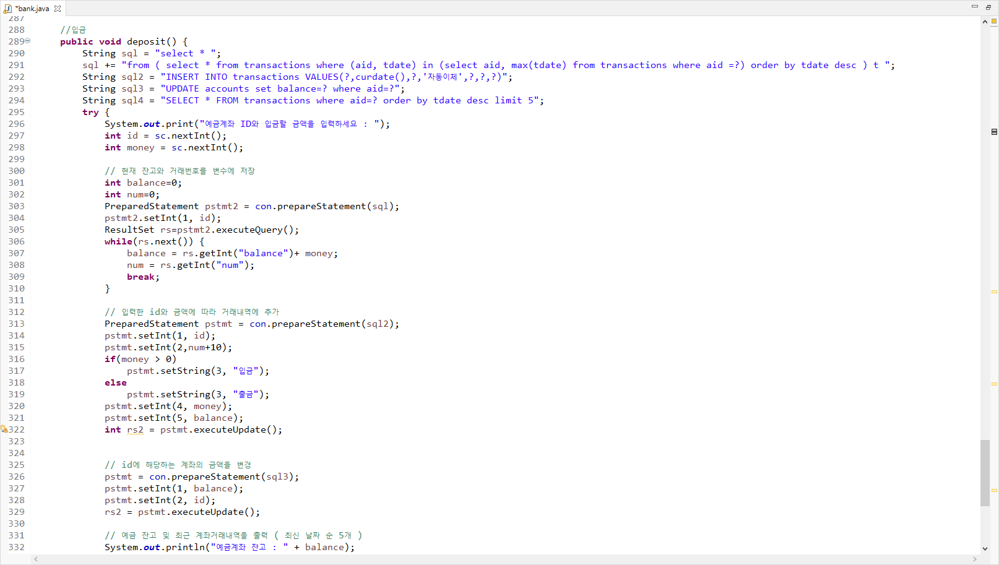 *bank.java
287
288 //입금
289 public void deposit() {
290 String sql = "select * ";
291 sql += "from ( select * from transactions where (aid, tdate) in (select aid, max(tdate) from transactions where aid =?) order by tdate desc ) t ";
292 String sql2 = "INSERT INTO transactions VALUES(?,curdate(),?,'자동이체',?,?,?)";
293 String sql3 = "UPDATE accounts set balance=? where aid=?";
294 String sql4 = "SELECT * FROM transactions where aid=? order by tdate desc limit 5";
295 try {
296 System.out.print("예금계좌 ID와 입금할 금액을 입력하세요 : ");
297 int id = sc.nextInt();
298 int money = sc.nextInt();
299
300 // 현재 잔고와 거래번호를 변수에 저장
301 int balance=0;
302 int num=0;
303 PreparedStatement pstmt2 = con.prepareStatement(sql);
304 pstmt2.setInt(1, id);
305 ResultSet rs=pstmt2.executeQuery();
306 while(rs.next()) {
307 balance = rs.getInt("balance")+ money;
308 num = rs.getInt("num");
309 break;
310 }
311
312 // 입력한 id와 금액에 따라 거래내역에 추가
313 PreparedStatement pstmt = con.prepareStatement(sql2);
314 pstmt.setInt(1, id);
315 pstmt.setInt(2,num+10);
316 if(money > 0)
317 pstmt.setString(3, "입금");
318 else
319 pstmt.setString(3, "출금");
320 pstmt.setInt(4, money);
321 pstmt.setInt(5, balance);
322 int rs2 = pstmt.executeUpdate();
323
324
325 // id에 해당하는 계좌의 금액을 변경
326 pstmt = con.prepareStatement(sql3);
327 pstmt.setInt(1, balance);
328 pstmt.setInt(2, id);
329 rs2 = pstmt.executeUpdate();
330
331 // 예금 잔고 및 최근 계좌거래내역을 출력 ( 최신 날짜 순 5개 )
332 System.out.println("예금계좌 잔고 : " + balance);